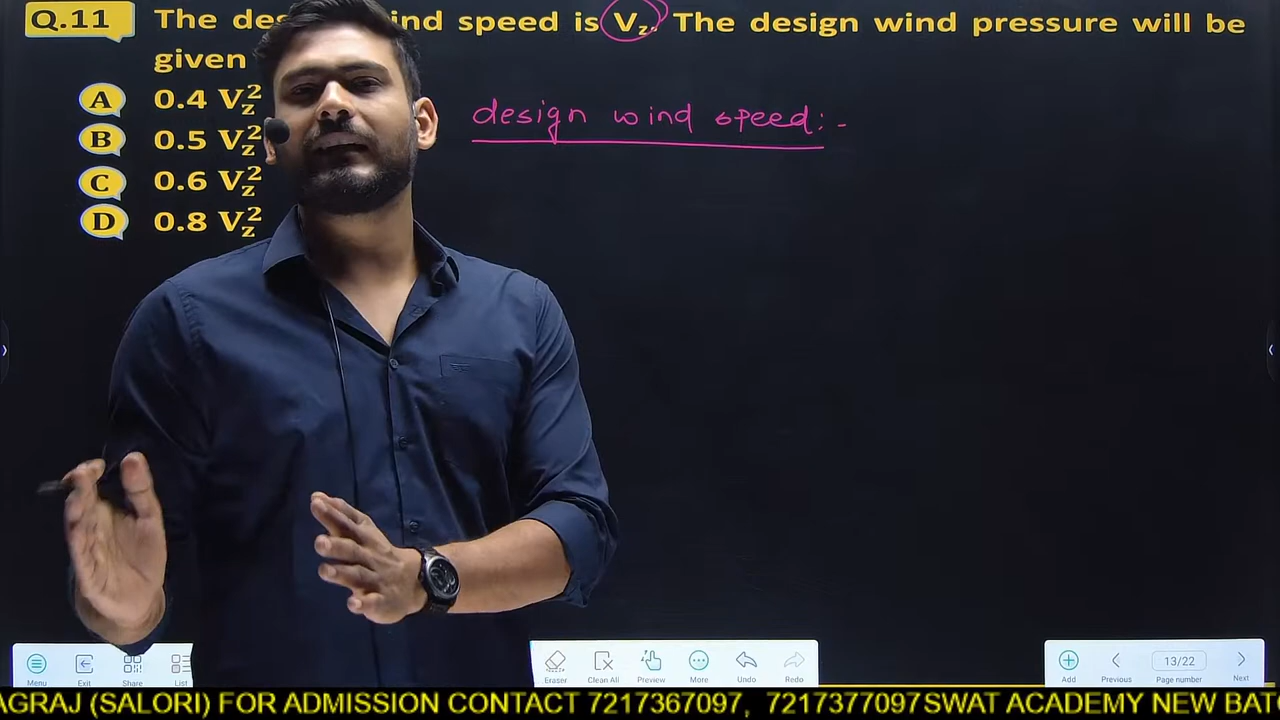 Q.11 The des ind speed is Vz. The design wind pressure will be
given
A 0.4 Vz²
B 0.5 Vz²
C 0.6 Vz²
D 0.8 Vz²
design wind speed:-
Menu Exit Share List Eraser Clean All Preview More Undo Redo Add Previous 13/22 Page number Next
AGRAJ (SALORI) FOR ADMISSION CONTACT 7217367097, 7217377097SWAT ACADEMY NEW BAT